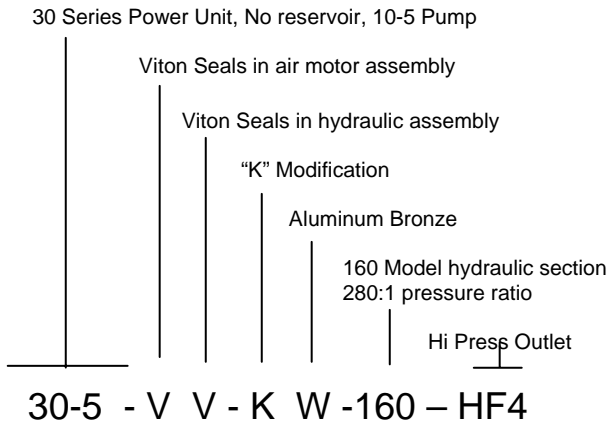 30 Series Power Unit, No reservoir, 10-5 Pump
Viton Seals in air motor assembly
Viton Seals in hydraulic assembly
“K” Modification
Aluminum Bronze
160 Model hydraulic section
280:1 pressure ratio
Hi Press Outlet
30-5 - V V - K W -160 – HF4